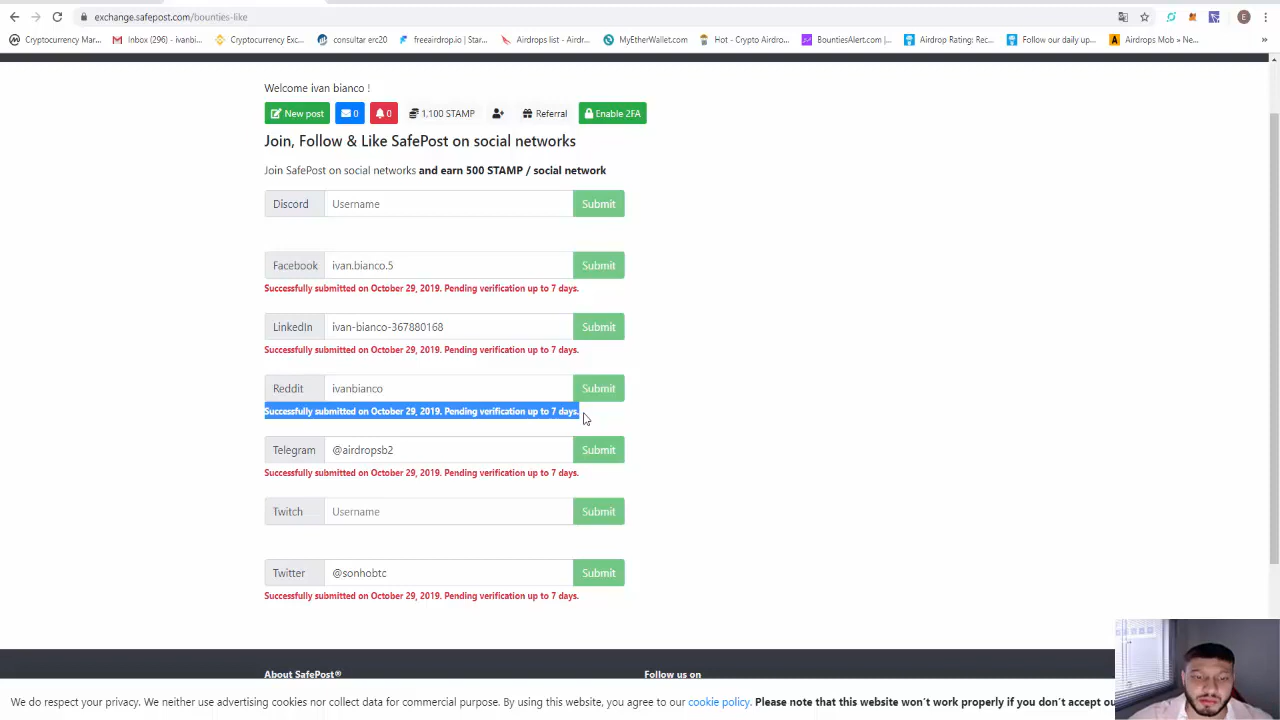 exchange.safepost.com/bounties-like
E
Cryptocurrency Mar...
Inbox (296) - ivanbi...
Cryptocurrency Exc...
consultar erc20
freeairdrop.io | Star...
Airdrops list - Airdr...
MyEtherWallet.com
Hot - Crypto Airdro...
BountiesAlert.com |...
Airdrop Rating: Rec...
Follow our daily up...
A
Airdrops Mob » Ne...
»
Welcome ivan bianco !
New post
0
0
1,100 STAMP
Referral
Enable 2FA
Join, Follow & Like SafePost on social networks
Join SafePost on social networks and earn 500 STAMP / social network
Discord Username Submit
Facebook ivan.bianco.5 Submit
Successfully submitted on October 29, 2019. Pending verification up to 7 days.
LinkedIn ivan-bianco-367880168 Submit
Successfully submitted on October 29, 2019. Pending verification up to 7 days.
Reddit ivanbianco Submit
Successfully submitted on October 29, 2019. Pending verification up to 7 days.
Telegram @airdropsb2 Submit
Successfully submitted on October 29, 2019. Pending verification up to 7 days.
Twitch Username Submit
Twitter @sonhobtc Submit
Successfully submitted on October 29, 2019. Pending verification up to 7 days.
About SafePost®
Follow us on
We do respect your privacy. We neither use advertising cookies nor collect data for commercial purpose. By using this website, you agree to our cookie policy. Please note that this website won't work properly if you don't accept ou